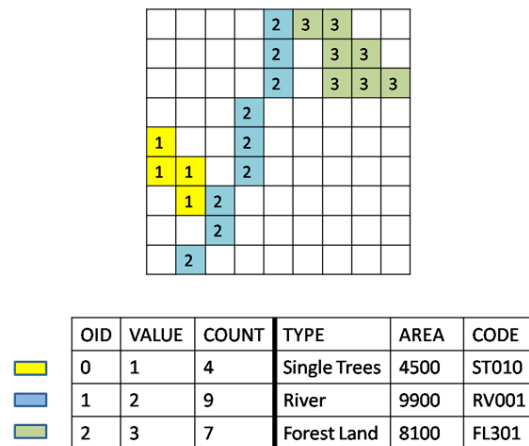 2 3 3
2 3 3
2 3 3 3
2
1 2
1 1 2
1 2
2
2
OID VALUE COUNT TYPE AREA CODE
0 1 4 Single Trees 4500 ST010
1 2 9 River 9900 RV001
2 3 7 Forest Land 8100 FL301